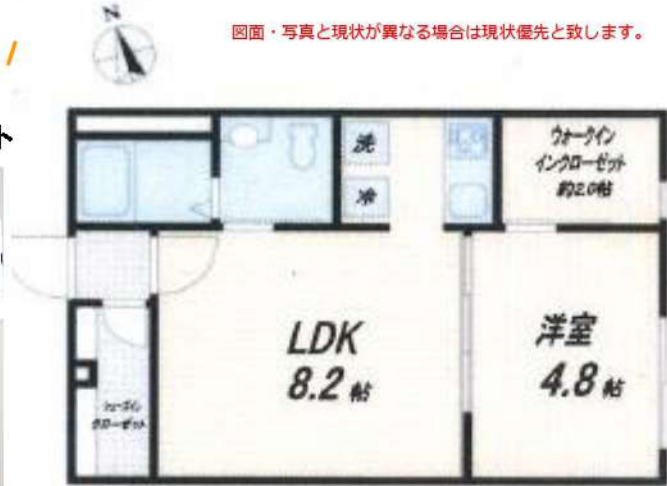 N
図面・写真と現状が異なる場合は現状優先と致します。
ト
洗
冷
ウォークイン
インクローゼット
約2.0帖
LDK
8.2 帖
洋室
4.8 帖
シューズイン
クローゼット